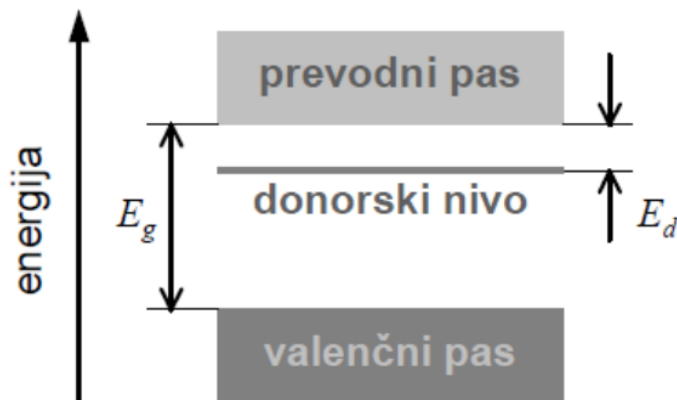 prevodni pas
energija
E_g
donorski nivo
E_d
valenčni pas